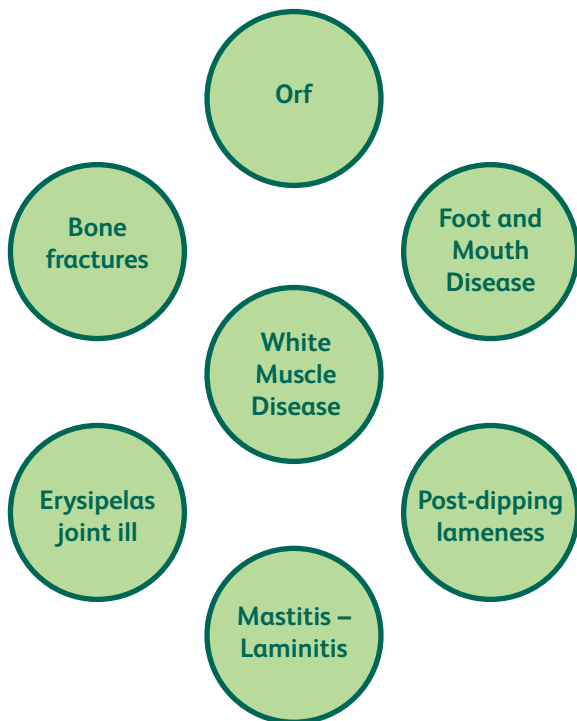 Orf
Bone
fractures
Foot and
Mouth
Disease
White
Muscle
Disease
Erysipelas
joint ill
Post-dipping
lameness
Mastitis –
Laminitis